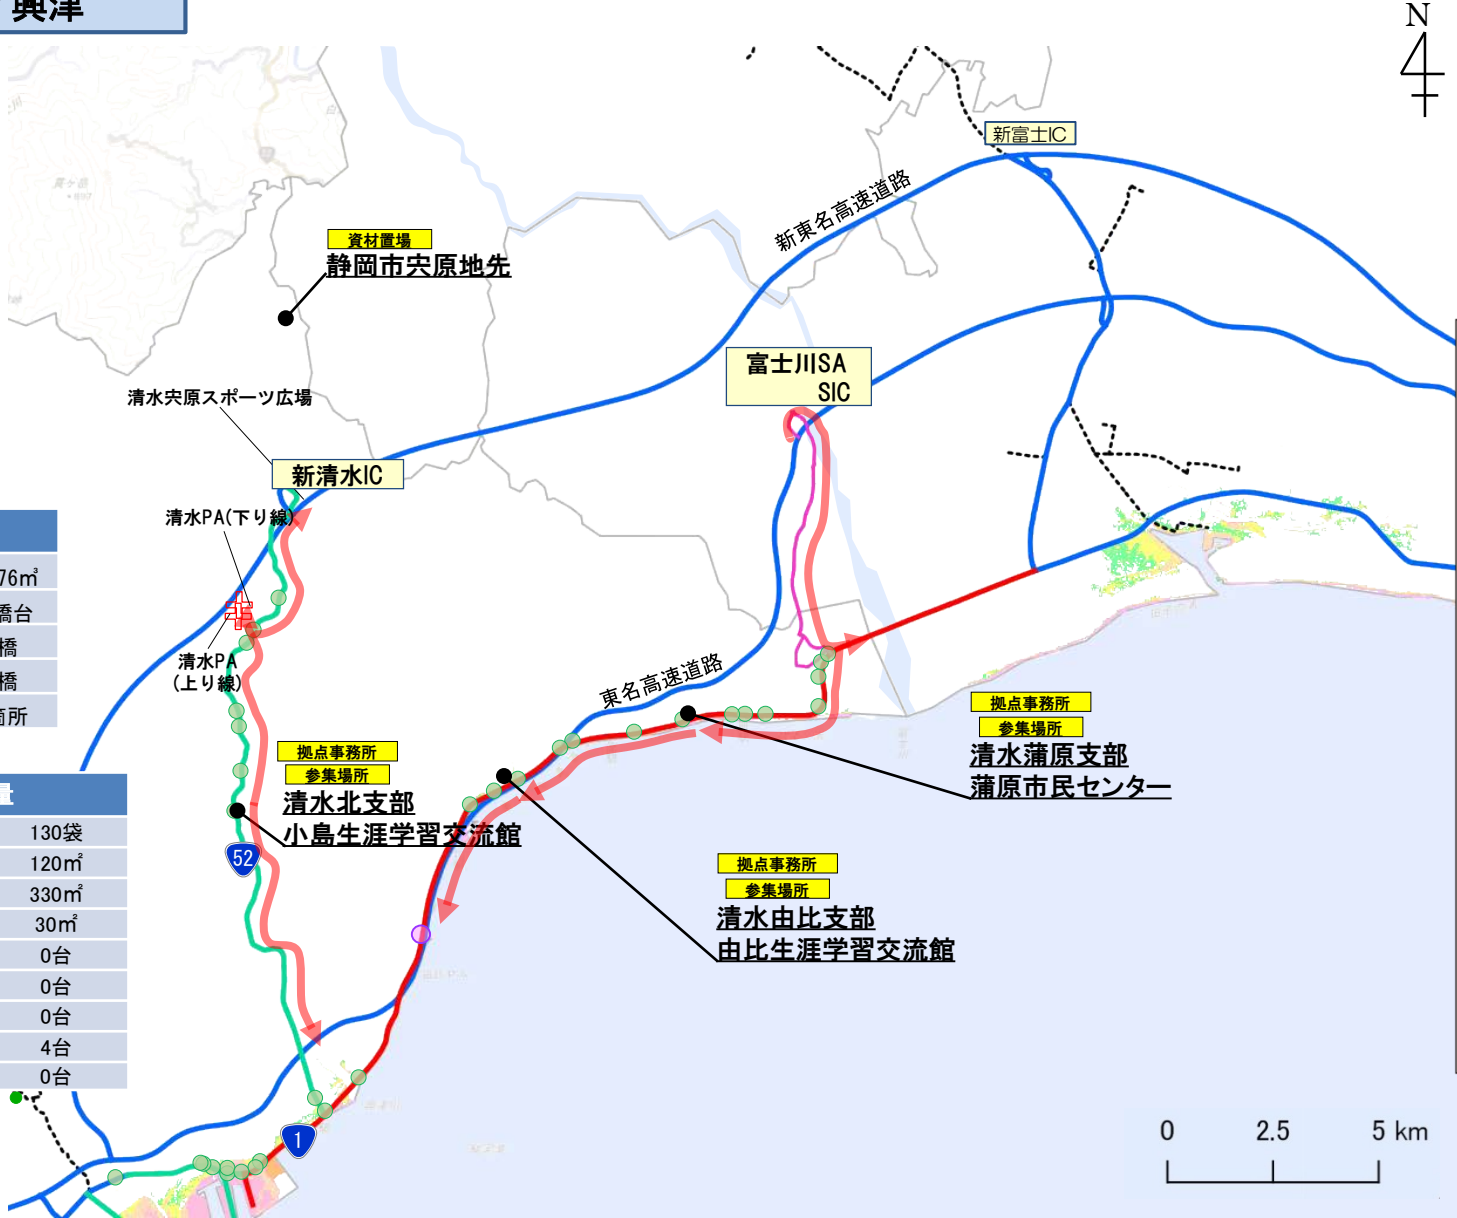 興津
N
新富士IC
新東名高速道路
資材置場
静岡市宍原地先
富士川SA
SIC
清水宍原スポーツ広場
新清水IC
清水PA(下り線)
清水PA
(上り線)
東名高速道路
76㎡
橋台
橋
橋
箇所
拠点事務所
参集場所
清水蒲原支部
蒲原市民センター
拠点事務所
参集場所
清水北支部
小島生涯学習交流館
量
130袋
120㎡
330㎡
30㎡
0台
0台
0台
4台
0台
52
拠点事務所
参集場所
清水由比支部
由比生涯学習交流館
1
0 2.5 5 km